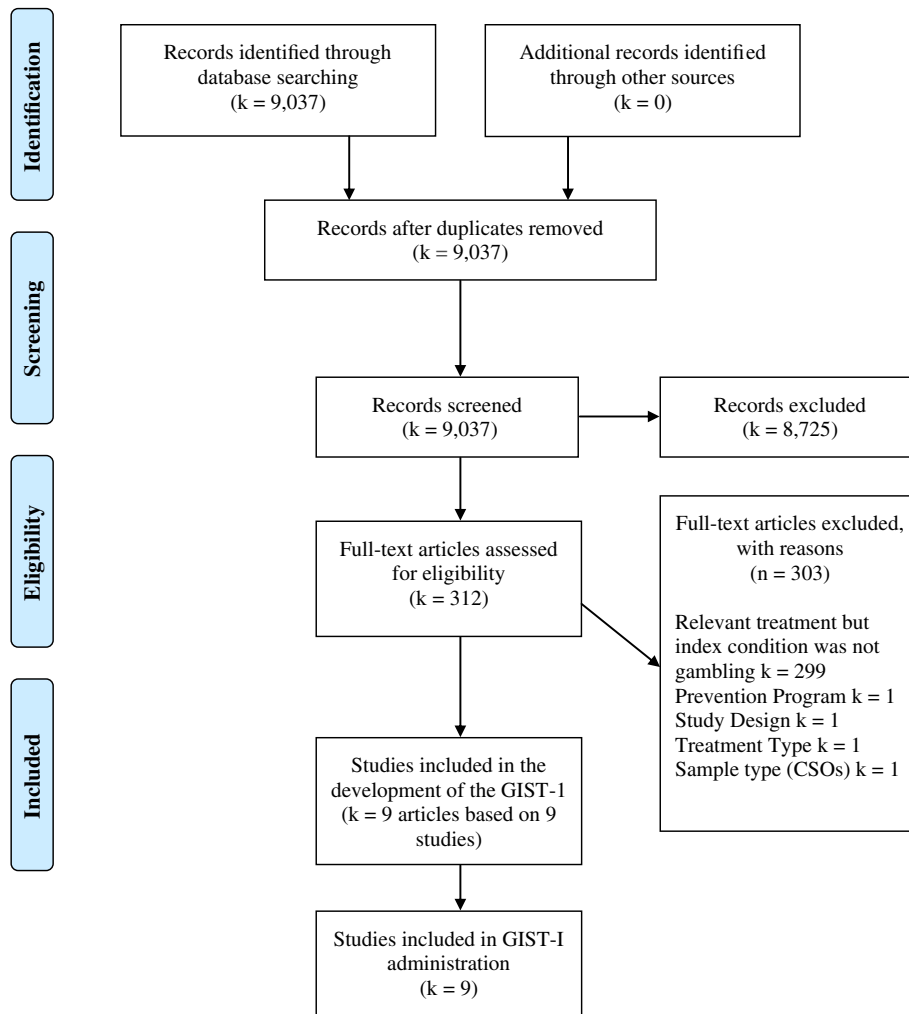 Identification
Records identified through
database searching
(k = 9,037)
Additional records identified
through other sources
(k = 0)
Records after duplicates removed
(k = 9,037)
Screening
Records screened
(k = 9,037)
Records excluded
(k = 8,725)
Eligibility
Full-text articles assessed
for eligibility
(k = 312)
Full-text articles excluded,
with reasons
(n = 303)
Relevant treatment but
index condition was not
gambling k = 299
Prevention Program k = 1
Study Design k = 1
Treatment Type k = 1
Sample type (CSOs) k = 1
Included
Studies included in the
development of the GIST-1
(k = 9 articles based on 9
studies)
Studies included in GIST-I
administration
(k = 9)